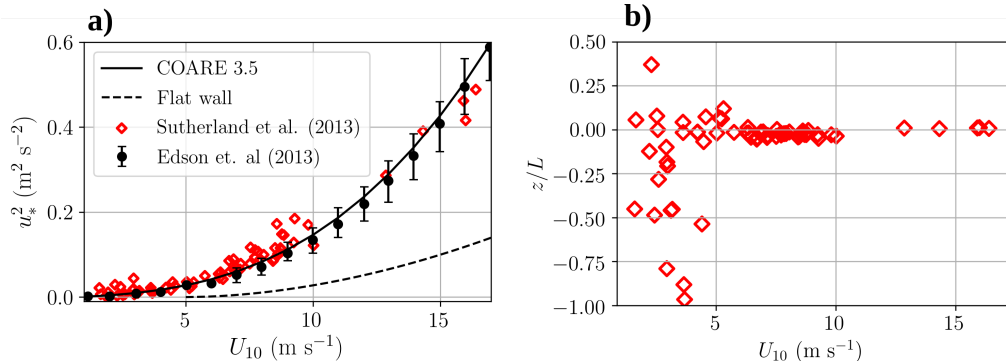 a)
0.6
0.4
0.2
0.0
u*² (m² s⁻²)
COARE 3.5
Flat wall
Sutherland et al. (2013)
Edson et. al (2013)
5
10
15
U₁₀ (m s⁻¹)
b)
0.50
0.25
0.00
−0.25
−0.50
−0.75
−1.00
z/L
5
10
15
U₁₀ (m s⁻¹)